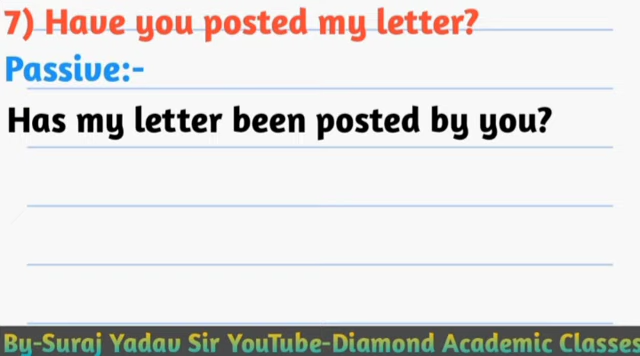 7) Have you posted my letter?
Passive:-
Has my letter been posted by you?
By-Suraj Yadav Sir YouTube-Diamond Academic Classes